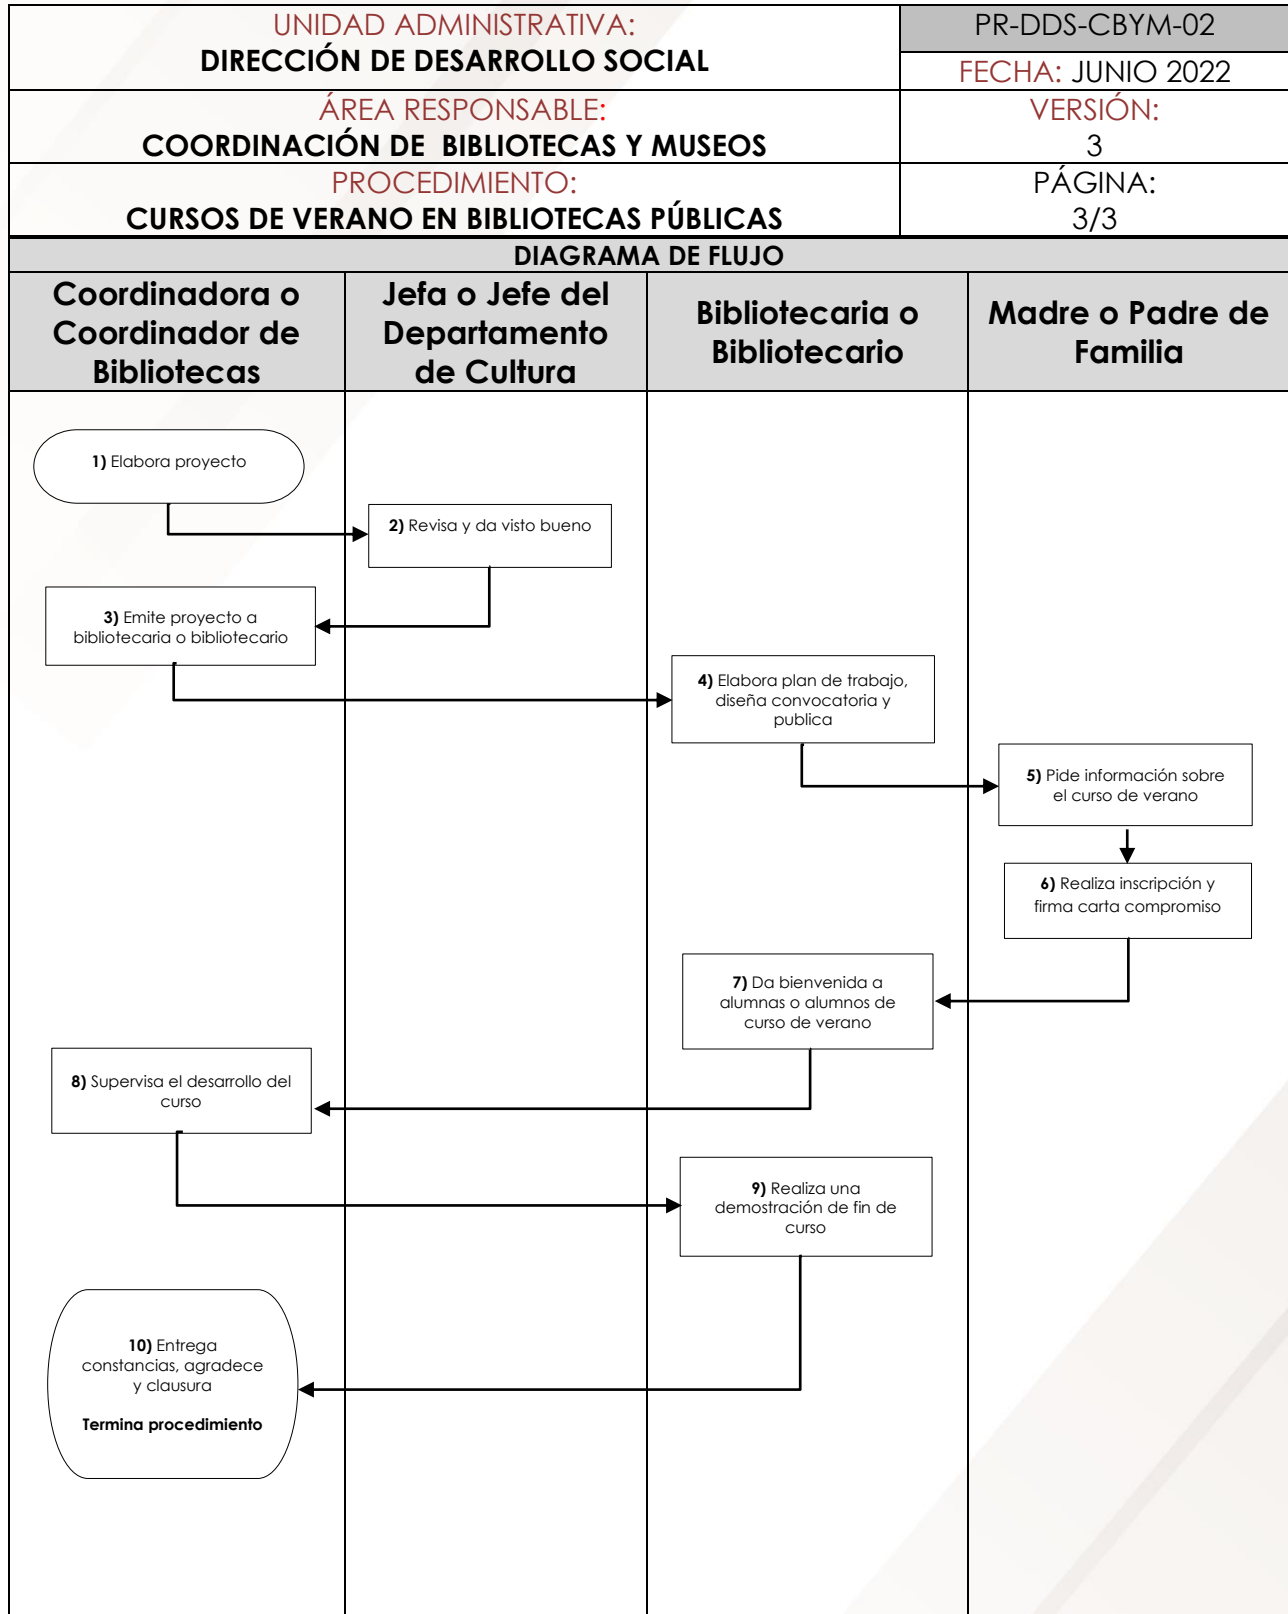 UNIDAD ADMINISTRATIVA:
DIRECCIÓN DE DESARROLLO SOCIAL
PR-DDS-CBYM-02
FECHA: JUNIO 2022
ÁREA RESPONSABLE:
COORDINACIÓN DE BIBLIOTECAS Y MUSEOS
VERSIÓN:
3
PROCEDIMIENTO:
CURSOS DE VERANO EN BIBLIOTECAS PÚBLICAS
PÁGINA:
3/3
DIAGRAMA DE FLUJO
Coordinadora o
Coordinador de
Bibliotecas
Jefa o Jefe del
Departamento
de Cultura
Bibliotecaria o
Bibliotecario
Madre o Padre de
Familia
1) Elabora proyecto
2) Revisa y da visto bueno
3) Emite proyecto a
bibliotecaria o bibliotecario
4) Elabora plan de trabajo,
diseña convocatoria y
publica
5) Pide información sobre
el curso de verano
6) Realiza inscripción y
firma carta compromiso
7) Da bienvenida a
alumnas o alumnos de
curso de verano
8) Supervisa el desarrollo del
curso
9) Realiza una
demostración de fin de
curso
10) Entrega
constancias, agradece
y clausura
Termina procedimiento